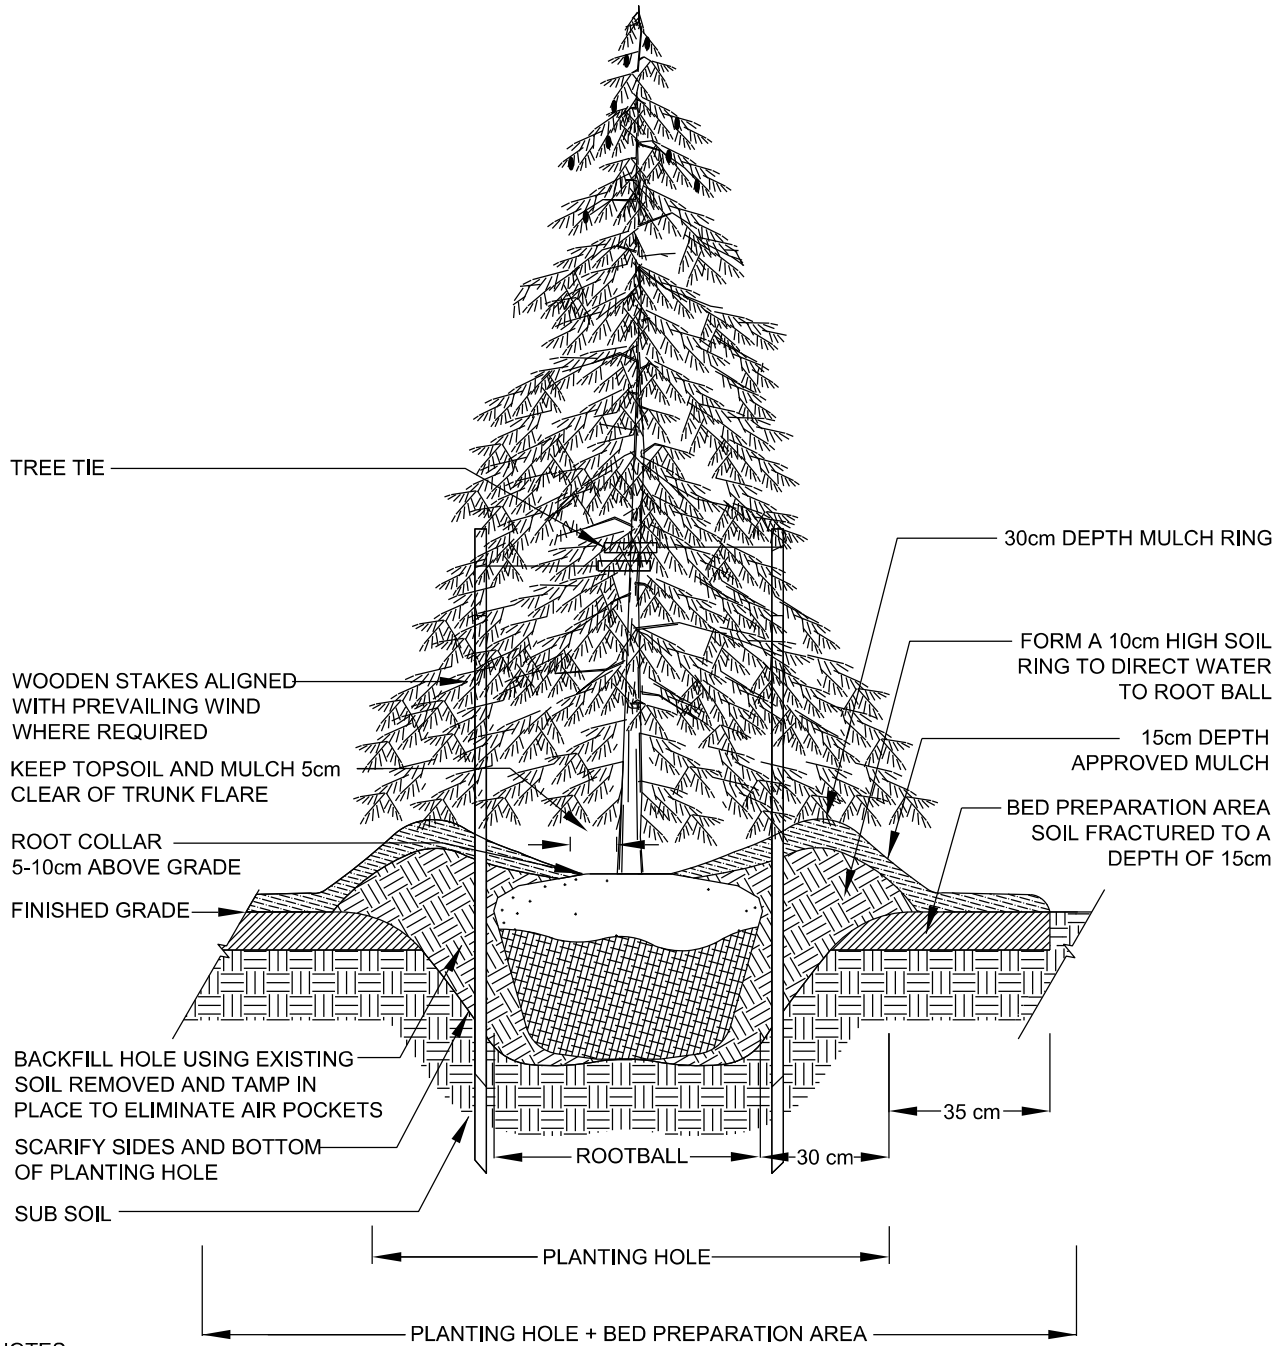 TREE TIE
WOODEN STAKES ALIGNED
WITH PREVAILING WIND
WHERE REQUIRED
KEEP TOPSOIL AND MULCH 5cm
CLEAR OF TRUNK FLARE
ROOT COLLAR
5-10cm ABOVE GRADE
FINISHED GRADE
BACKFILL HOLE USING EXISTING
SOIL REMOVED AND TAMP IN
PLACE TO ELIMINATE AIR POCKETS
SCARIFY SIDES AND BOTTOM
OF PLANTING HOLE
SUB SOIL
30cm DEPTH MULCH RING
FORM A 10cm HIGH SOIL
RING TO DIRECT WATER
TO ROOT BALL
15cm DEPTH
APPROVED MULCH
BED PREPARATION AREA
SOIL FRACTURED TO A
DEPTH OF 15cm
35 cm
ROOTBALL
30 cm
PLANTING HOLE
PLANTING HOLE + BED PREPARATION AREA